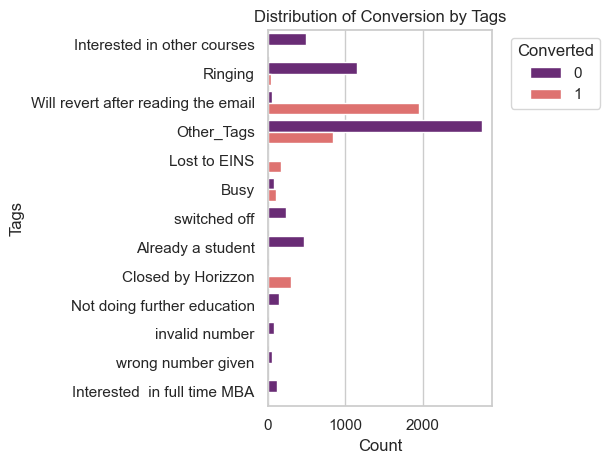 Distribution of Conversion by Tags
Converted
0
1
Tags
Interested in other courses
Ringing
Will revert after reading the email
Other_Tags
Lost to EINS
Busy
switched off
Already a student
Closed by Horizzon
Not doing further education
invalid number
wrong number given
Interested  in full time MBA
0 1000 2000
Count